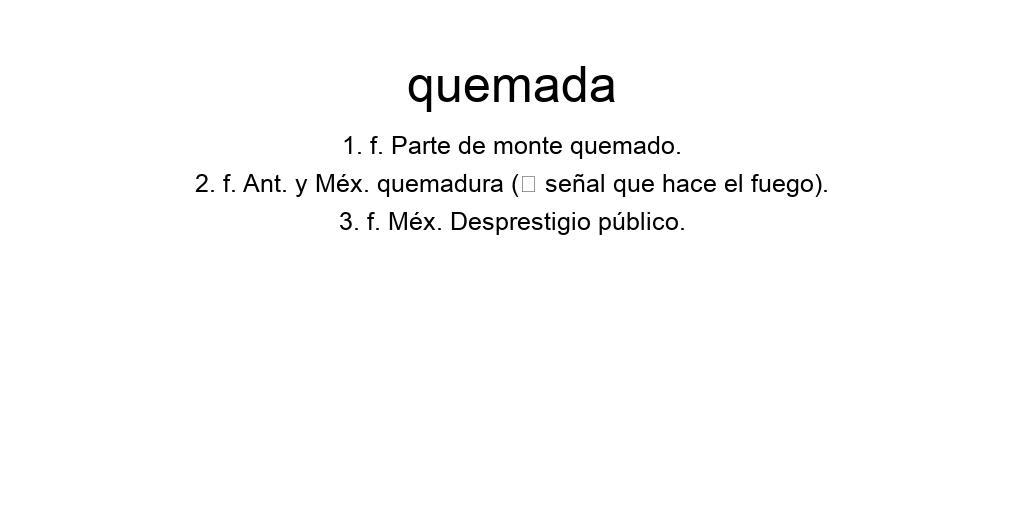 quemada
1. f. Parte de monte quemado.
2. f. Ant. y Méx. quemadura (□ señal que hace el fuego).
3. f. Méx. Desprestigio público.